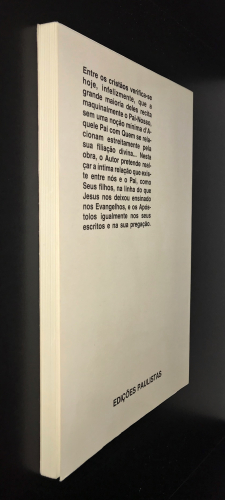 Entre os cristãos verifica-se
hoje, infelizmente, que a
grande maioria deles recita
maquinalmente o Pai-Nosso,
sem uma noção mínima d'A-
quele Pai com Quem se rela-
cionam estreitamente pela
sua filiação divina... Nesta
obra, o Autor pretende real-
çar a íntima relação que exis-
te entre nós e o Pai, como
Seus filhos, na linha do que
Jesus nos deixou ensinado
nos Evangelhos, e os Após-
tolos igualmente nos seus
escritos e na sua pregação.
EDIÇÕES PAULISTAS